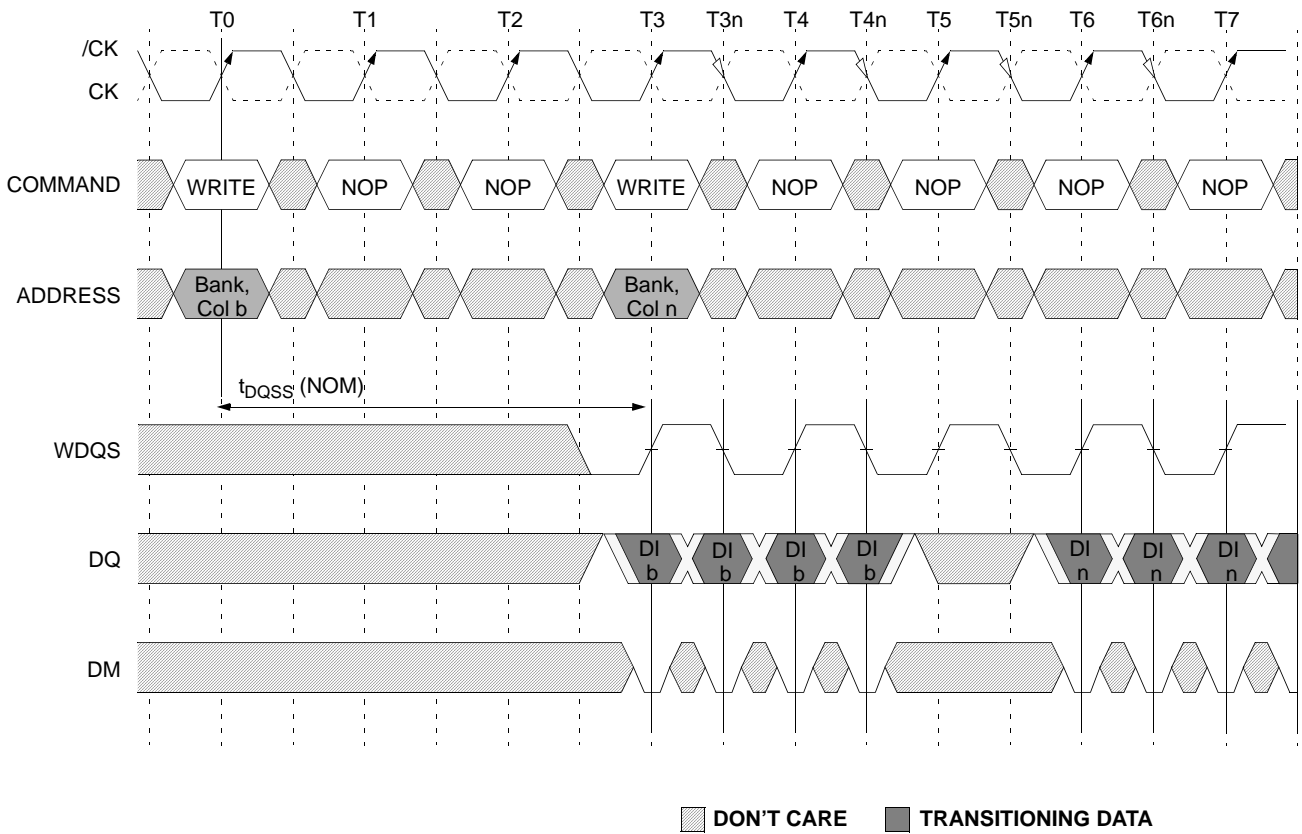 T0 T1 T2 T3 T3n T4 T4n T5 T5n T6 T6n T7
/CK
CK
COMMAND WRITE NOP NOP WRITE NOP NOP NOP NOP
ADDRESS Bank, Col b Bank, Col n
tDQSS (NOM)
WDQS
DQ DI b DI b DI b DI b DI n DI n DI n
DM
DON'T CARE TRANSITIONING DATA